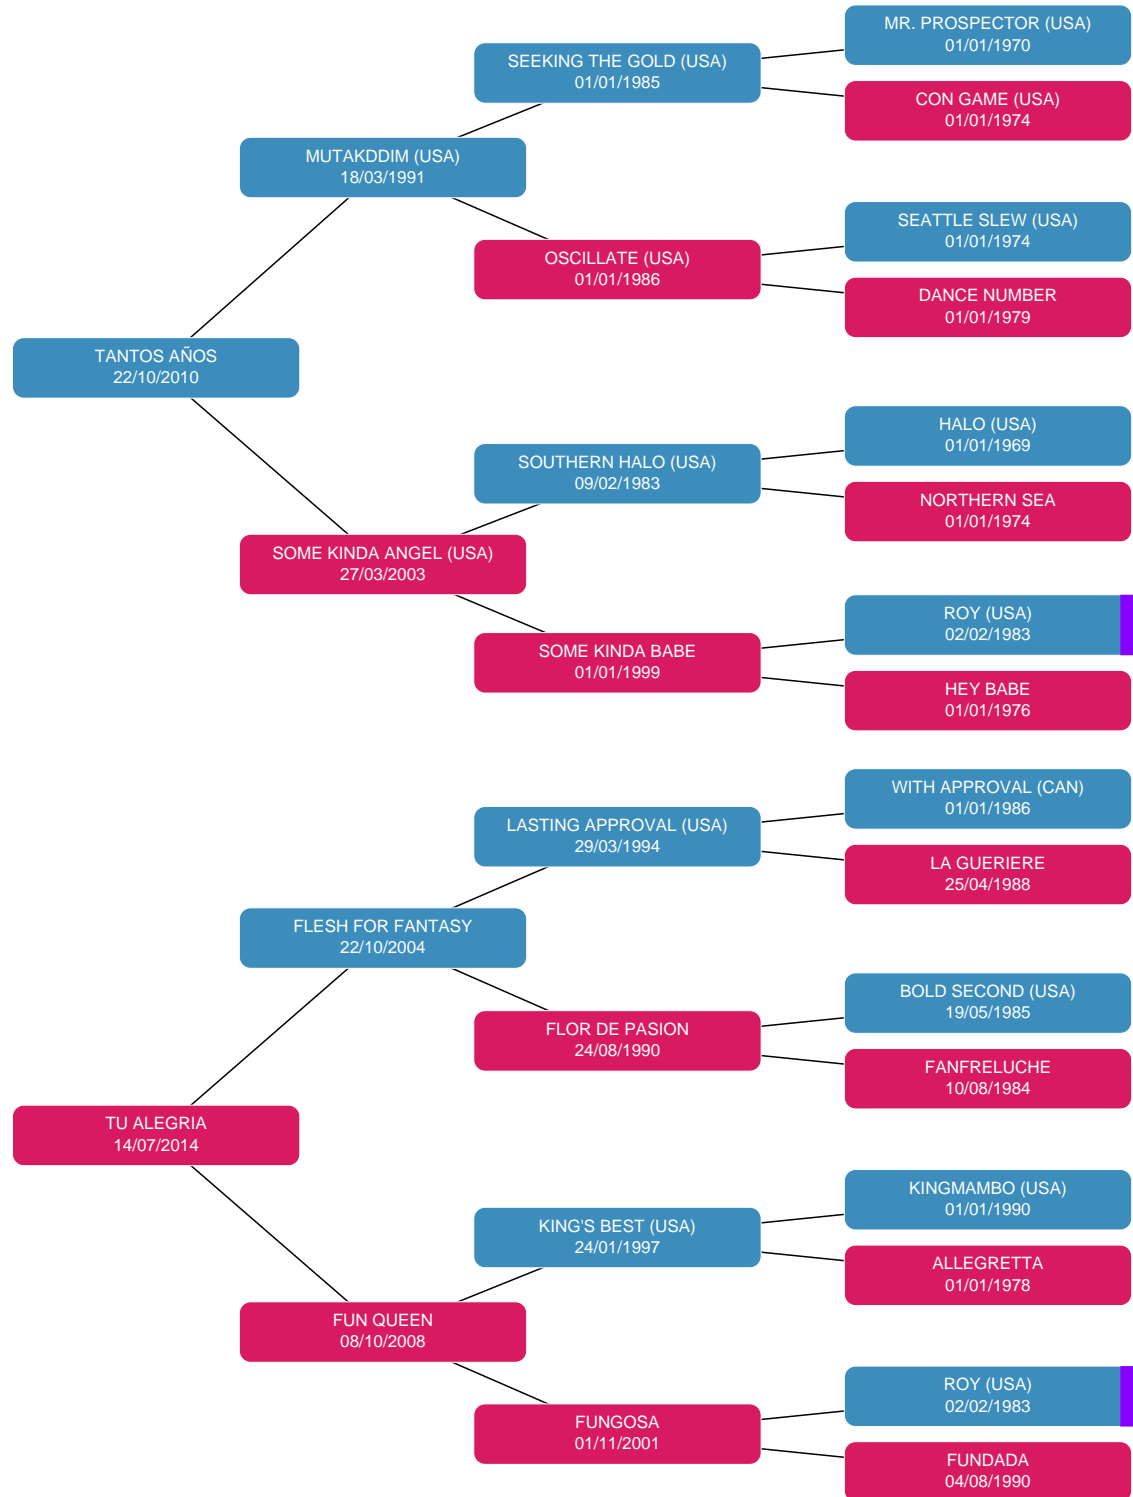 MR. PROSPECTOR (USA)
01/01/1970
SEEKING THE GOLD (USA)
01/01/1985
CON GAME (USA)
01/01/1974
MUTAKDDIM (USA)
18/03/1991
SEATTLE SLEW (USA)
01/01/1974
OSCILLATE (USA)
01/01/1986
DANCE NUMBER
01/01/1979
TANTOS AÑOS
22/10/2010
HALO (USA)
01/01/1969
SOUTHERN HALO (USA)
09/02/1983
NORTHERN SEA
01/01/1974
SOME KINDA ANGEL (USA)
27/03/2003
ROY (USA)
02/02/1983
SOME KINDA BABE
01/01/1999
HEY BABE
01/01/1976
WITH APPROVAL (CAN)
01/01/1986
LASTING APPROVAL (USA)
29/03/1994
LA GUERIERE
25/04/1988
FLESH FOR FANTASY
22/10/2004
BOLD SECOND (USA)
19/05/1985
FLOR DE PASION
24/08/1990
FANFRELUCHE
10/08/1984
TU ALEGRIA
14/07/2014
KINGMAMBO (USA)
01/01/1990
KING'S BEST (USA)
24/01/1997
ALLEGRETTA
01/01/1978
FUN QUEEN
08/10/2008
ROY (USA)
02/02/1983
FUNGOSA
01/11/2001
FUNDADA
04/08/1990